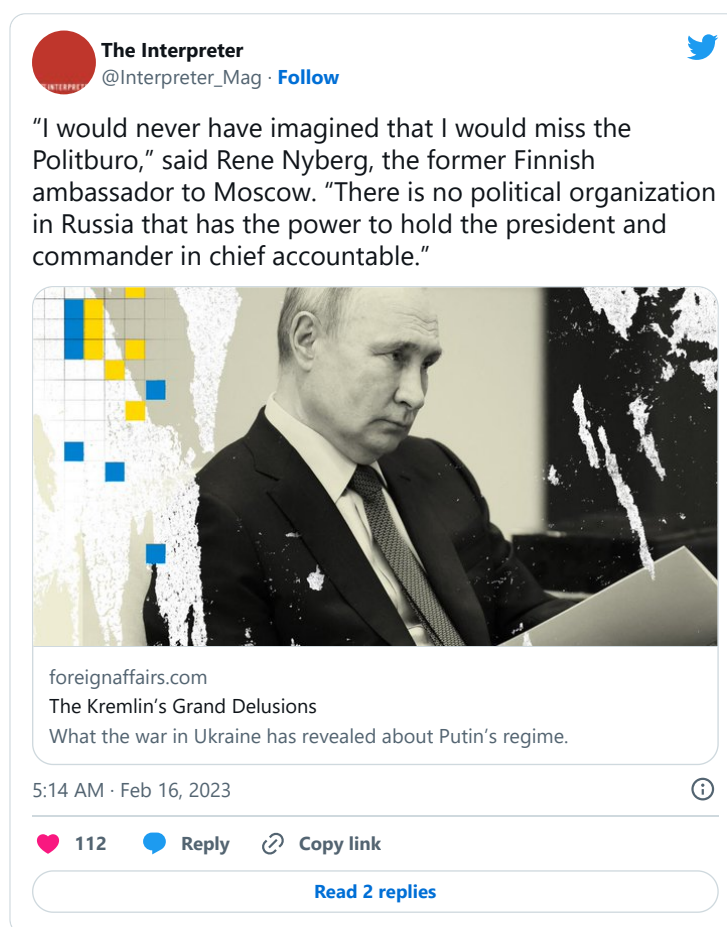 The Interpreter
@Interpreter_Mag · Follow
“I would never have imagined that I would miss the
Politburo,” said Rene Nyberg, the former Finnish
ambassador to Moscow. “There is no political organization
in Russia that has the power to hold the president and
commander in chief accountable.”
foreignaffairs.com
The Kremlin’s Grand Delusions
What the war in Ukraine has revealed about Putin’s regime.
5:14 AM · Feb 16, 2023
112 Reply Copy link
Read 2 replies